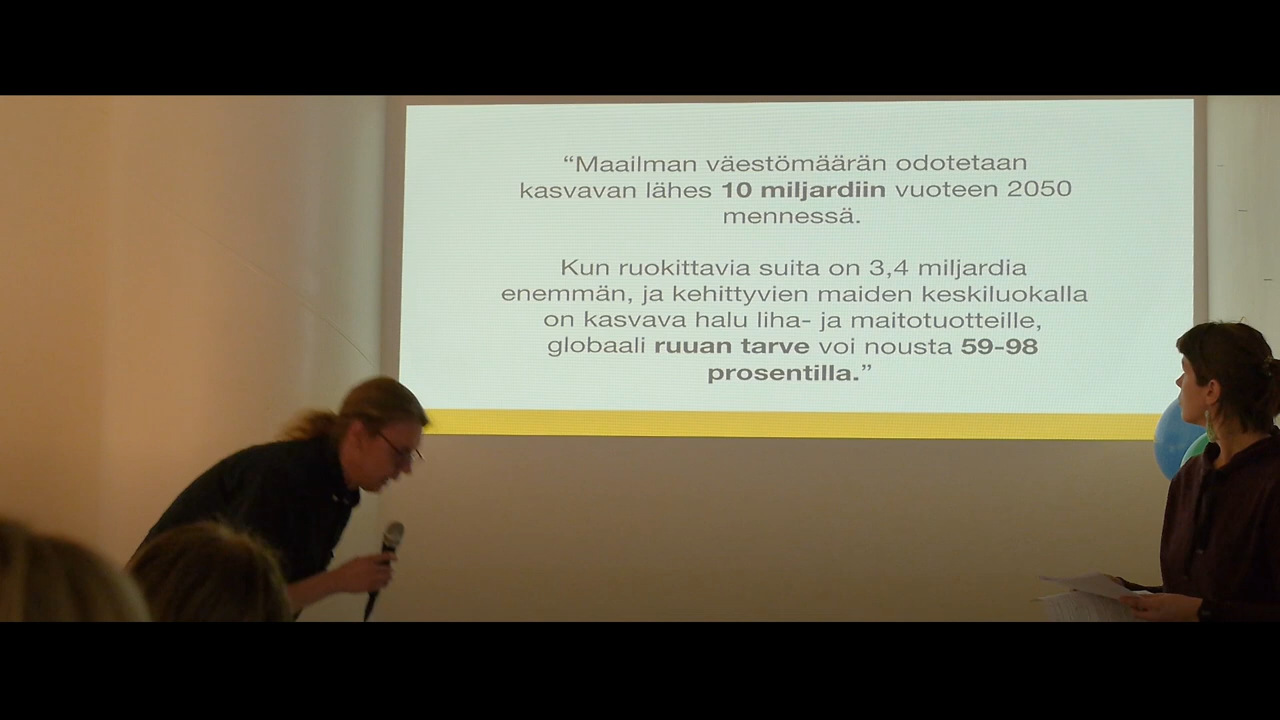 “Maailman väestömäärän odotetaan
kasvavan lähes 10 miljardiin vuoteen 2050
mennessä.
Kun ruokittavia suita on 3,4 miljardia
enemmän, ja kehittyvien maiden keskiluokalla
on kasvava halu liha- ja maitotuotteille,
globaali ruuan tarve voi nousta 59-98
prosentilla.”